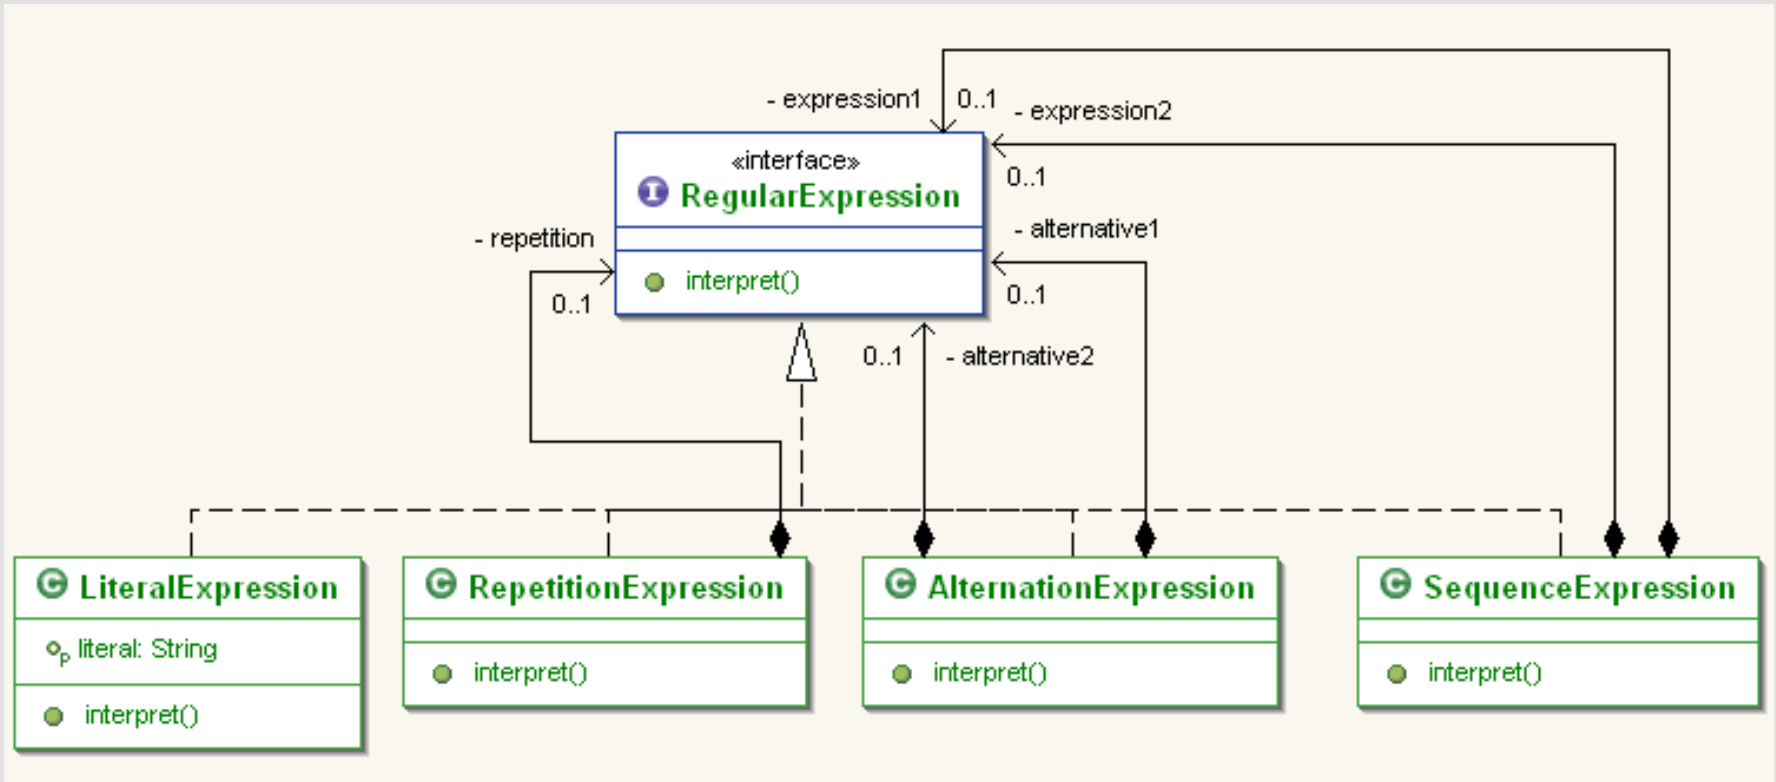 - expression1
0..1
- expression2
0..1
«interface»
I RegularExpression
interpret()
- repetition
0..1
- alternative1
0..1
0..1
- alternative2
C LiteralExpression
P literal: String
interpret()
C RepetitionExpression
interpret()
C AlternationExpression
interpret()
C SequenceExpression
interpret()